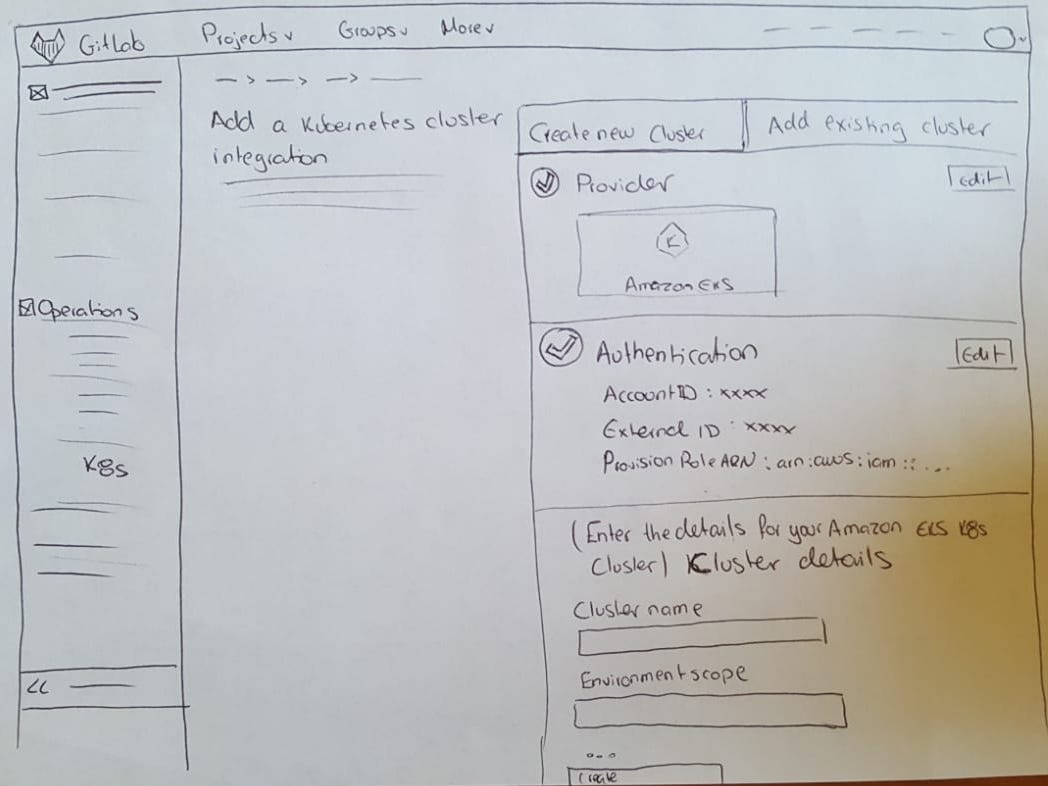 GitLab Projects Groups More
Add a Kubernetes cluster
integration
Operations
K8s
Create new Cluster
Add existing cluster
Provider
Edit
K
Amazon EKS
Authentication
Edit
Account ID : xxxx
External ID : xxxx
Provision Role ARN : arn:aws:iam :: ...
(Enter the details for your Amazon EKS K8s
Cluster) Cluster details
Cluster name
Environment scope
...
Create